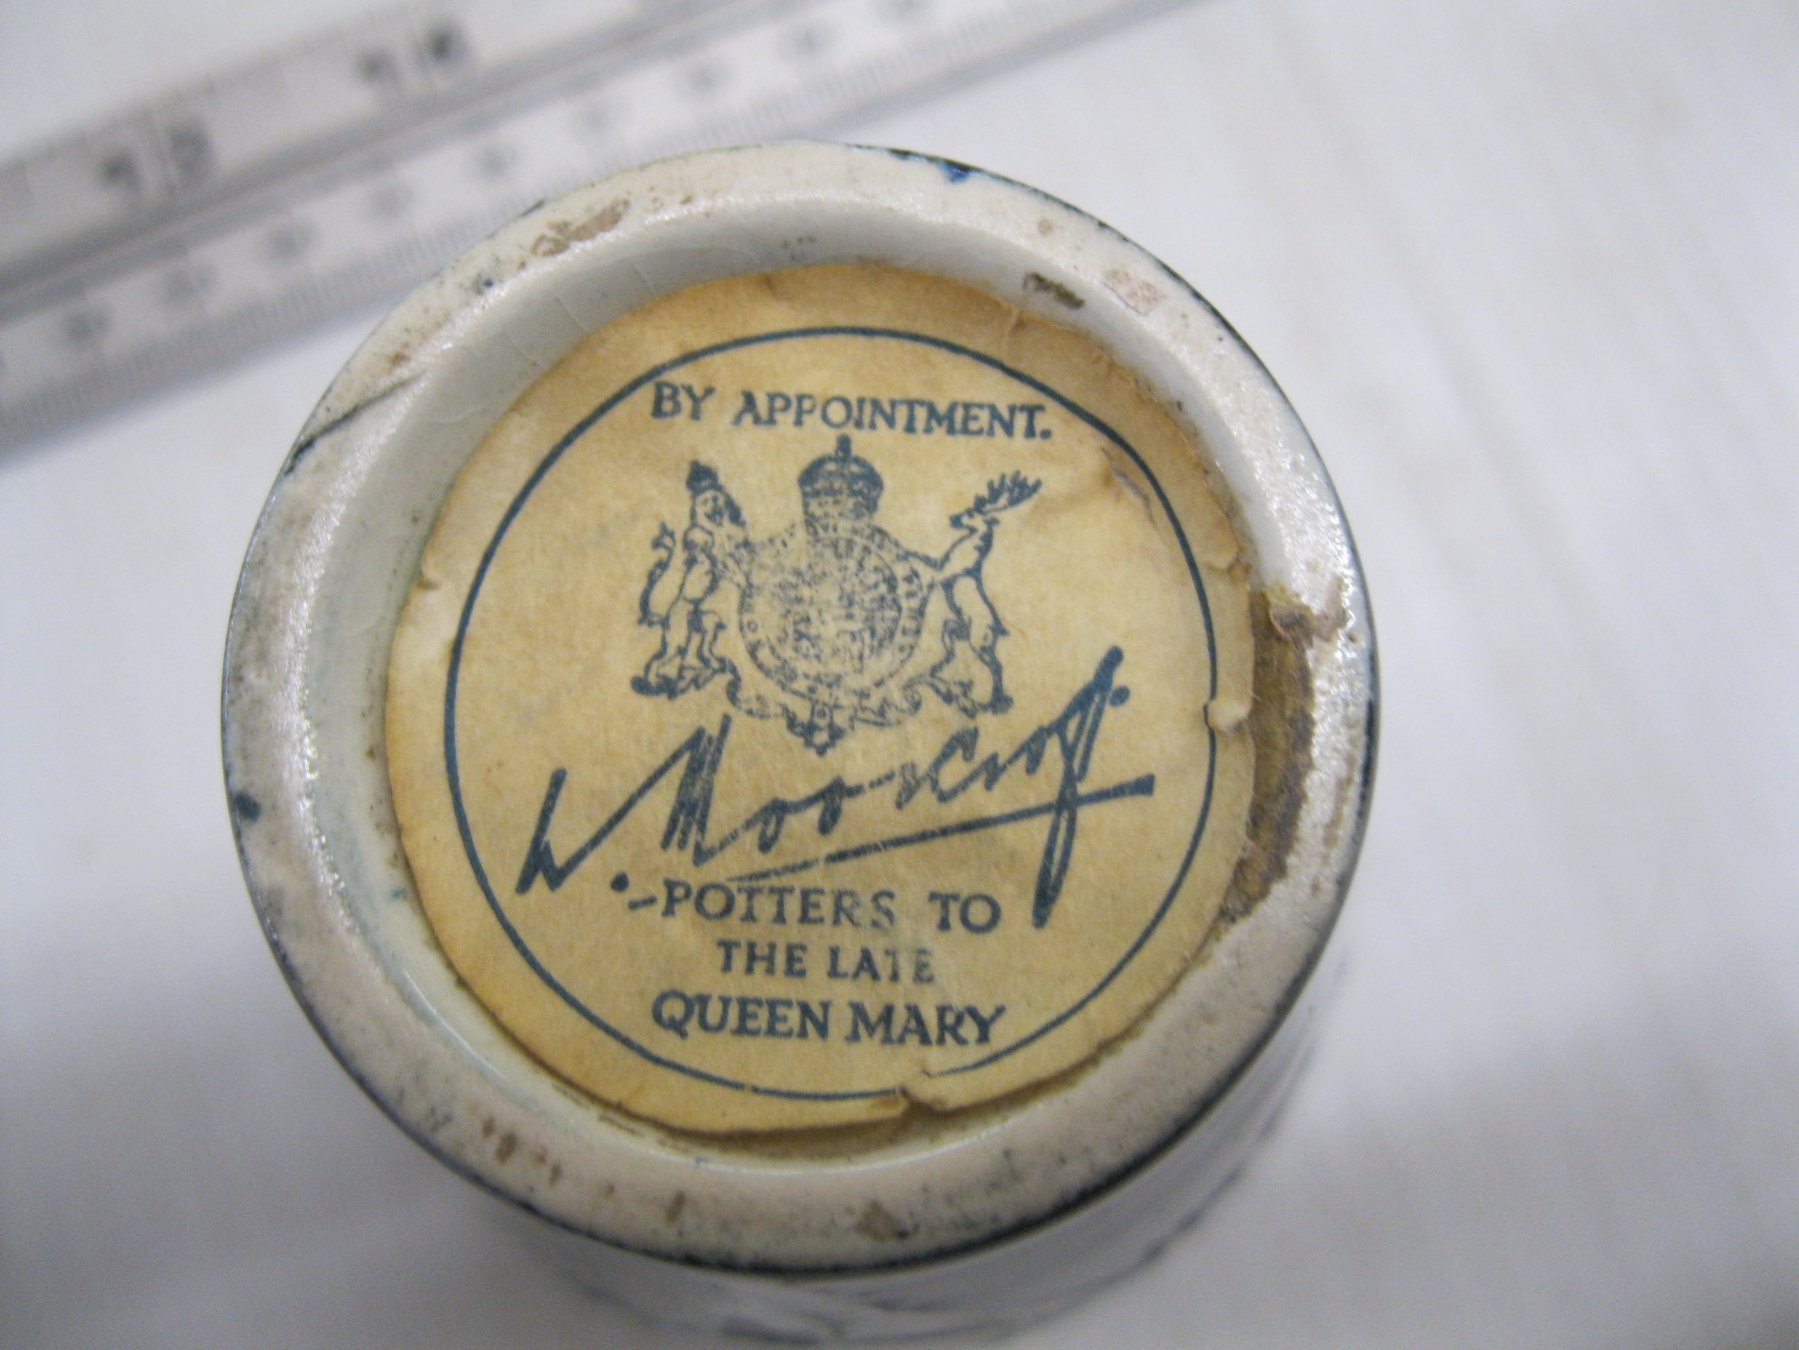 BY APPOINTMENT.
W. Moorcroft.
-POTTERS TO
THE LATE
QUEEN MARY